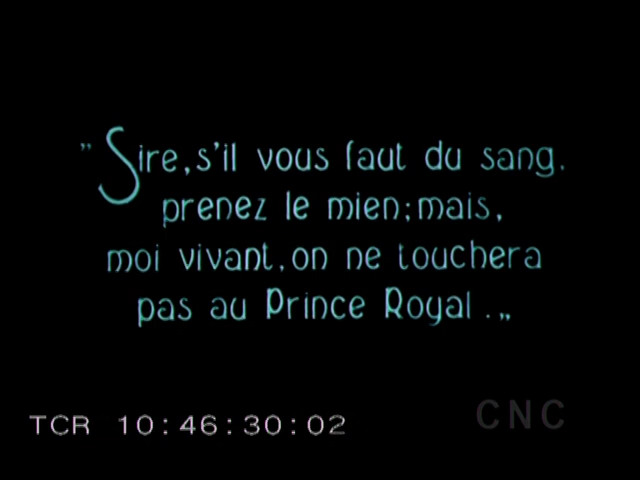 " Sire, s'il vous faut du sang,
prenez le mien; mais,
moi vivant, on ne touchera
pas au Prince Royal . „
TCR 10:46:30:02
CNC